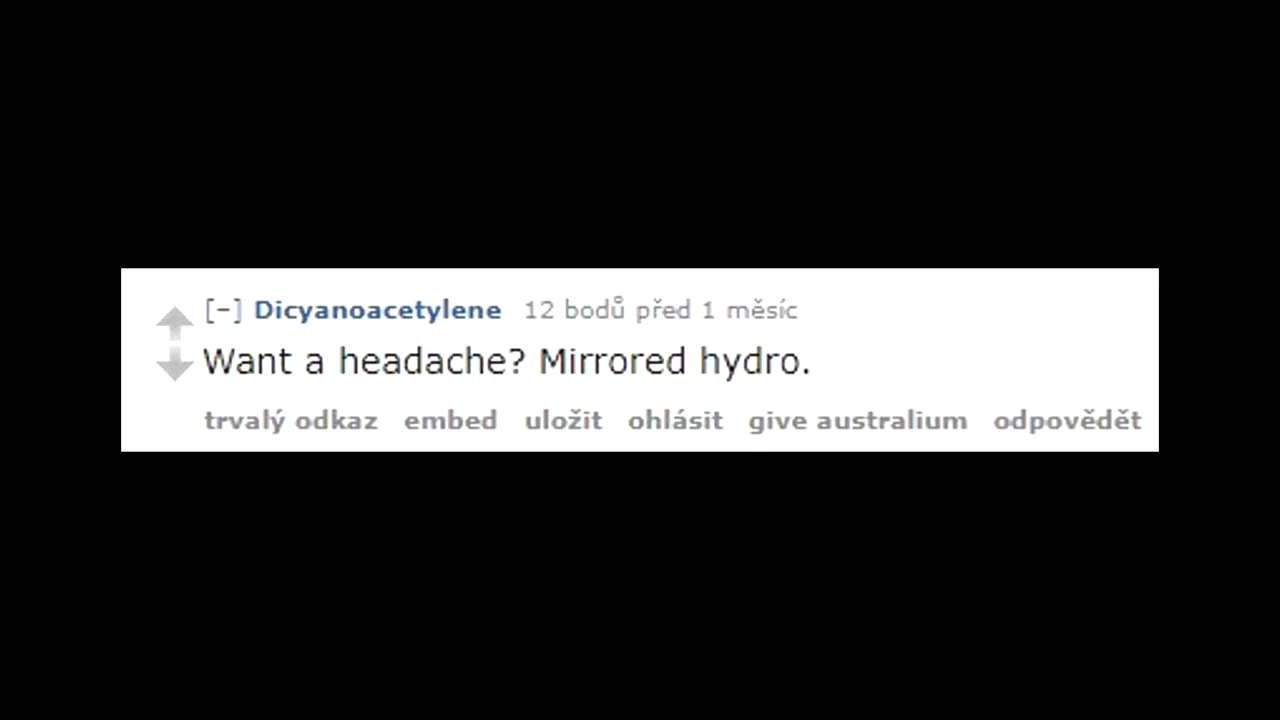 [−] Dicyanoacetylene 12 bodů před 1 měsíc
Want a headache? Mirrored hydro.
trvalý odkaz embed uložit ohlásit give australium odpovědět